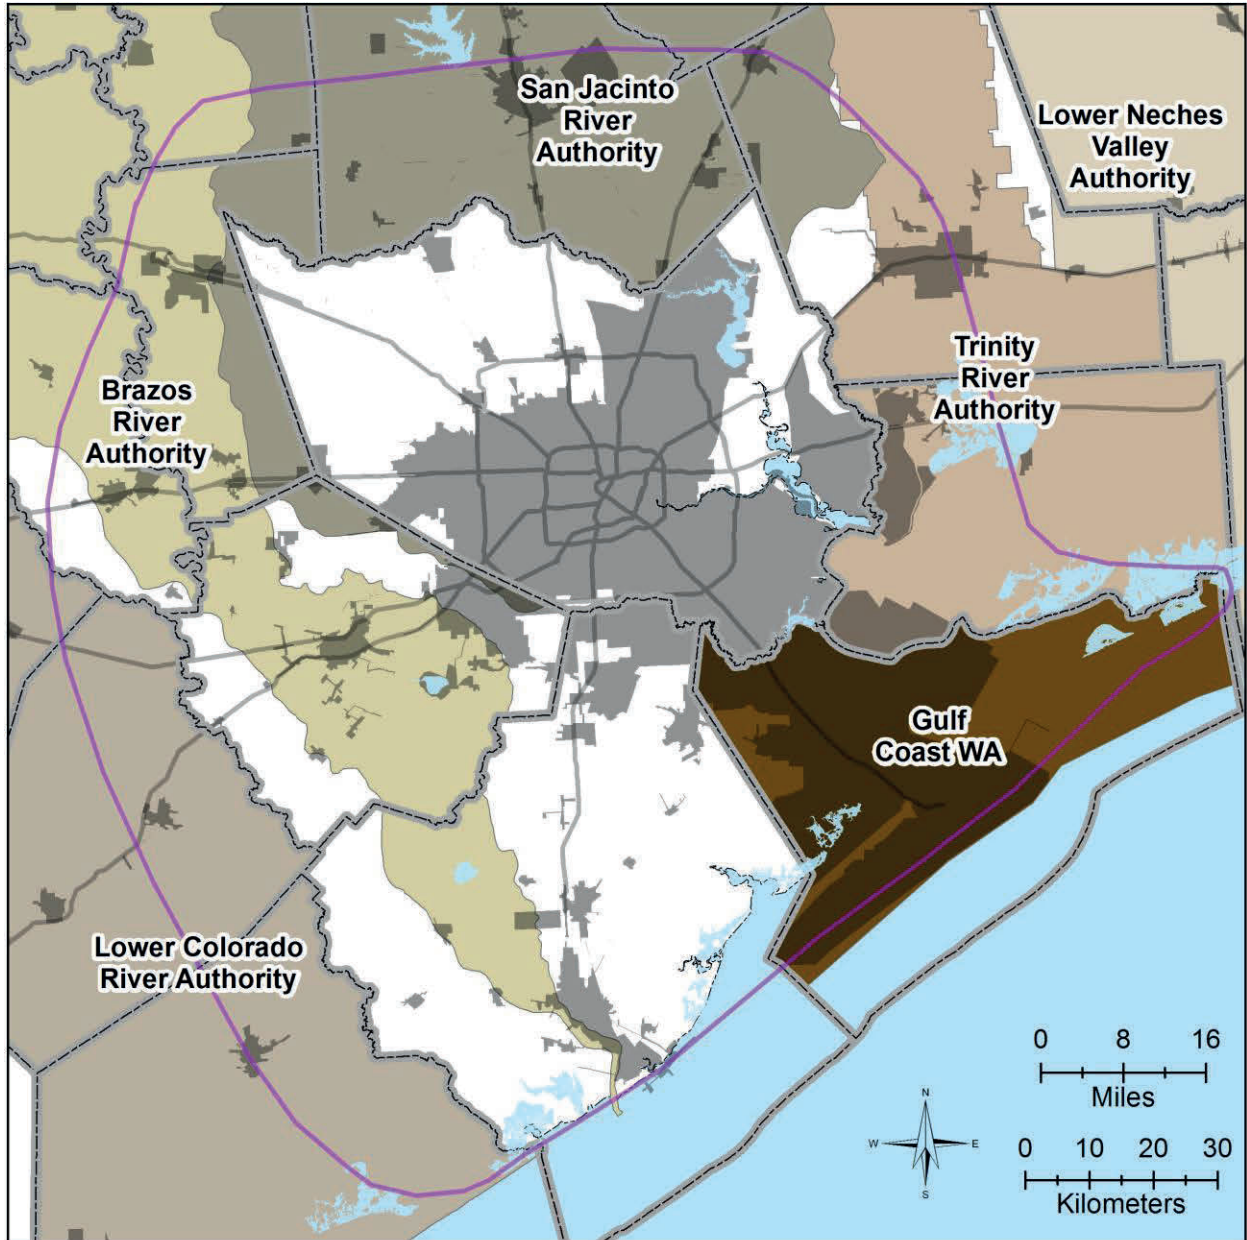 San Jacinto
River
Authority
Lower Neches
Valley
Authority
Trinity
River
Authority
Brazos
River
Authority
Gulf
Coast WA
Lower Colorado
River Authority
0 8 16
Miles
N
W E
S
0 10 20 30
Kilometers